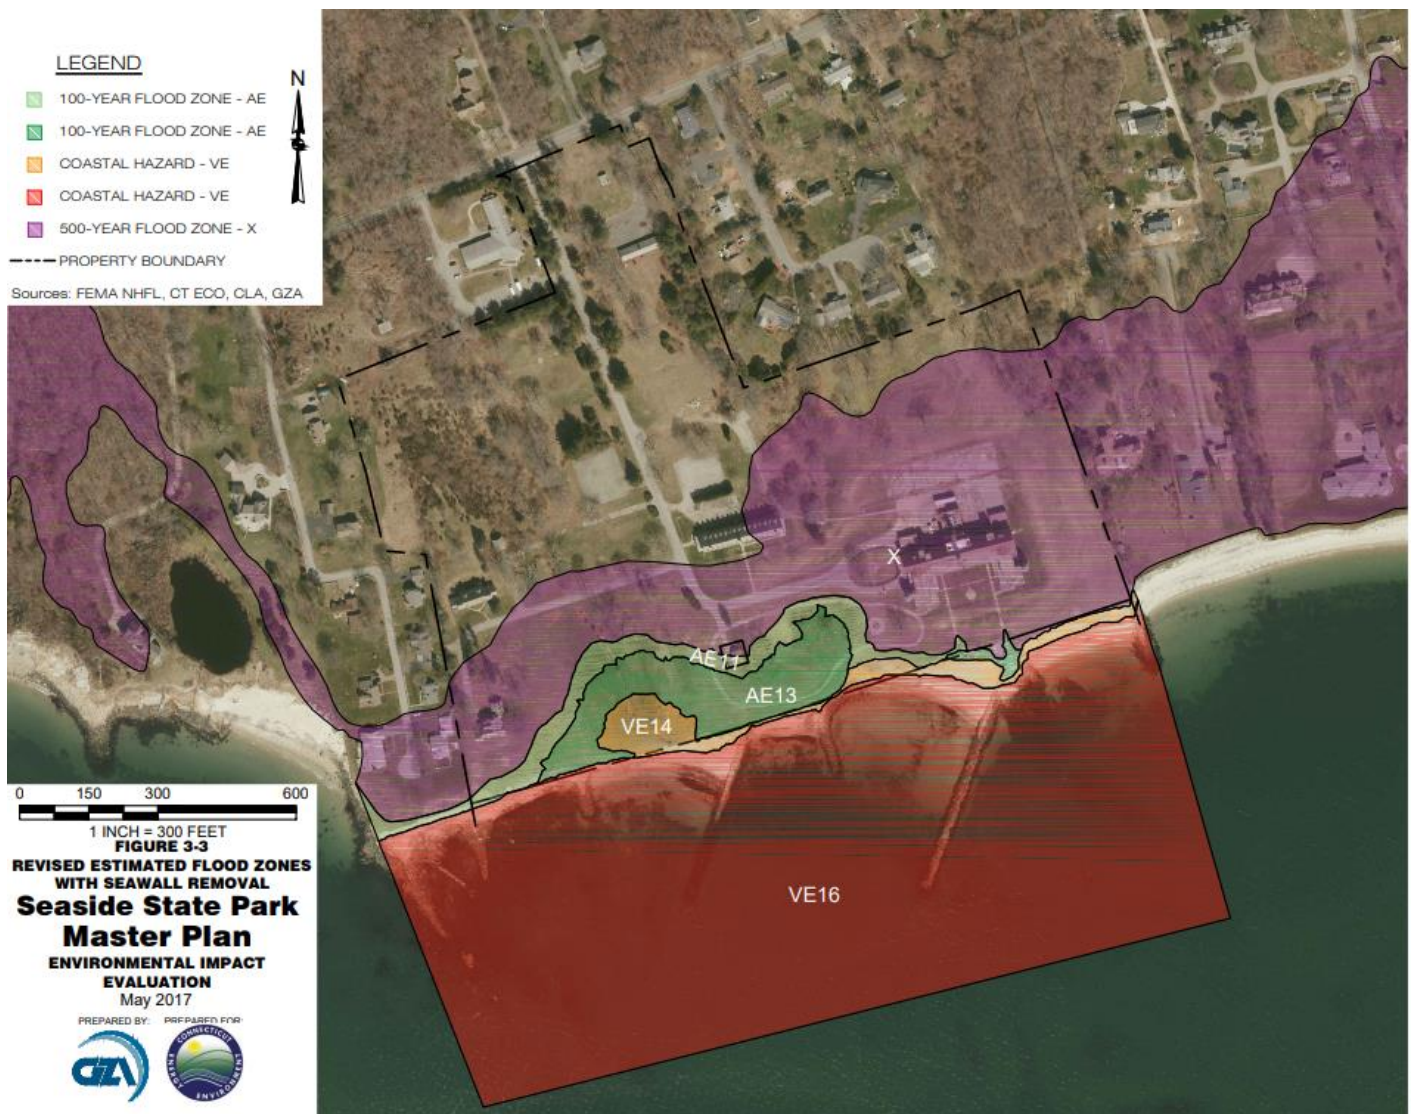 LEGEND
N
100-YEAR FLOOD ZONE - AE
100-YEAR FLOOD ZONE - AE
COASTAL HAZARD - VE
COASTAL HAZARD - VE
500-YEAR FLOOD ZONE - X
PROPERTY BOUNDARY
Sources: FEMA NHFL, CT ECO, CLA, GZA
X
AE11
AE13
VE14
VE16
0 150 300 600
1 INCH = 300 FEET
FIGURE 3-3
REVISED ESTIMATED FLOOD ZONES
WITH SEAWALL REMOVAL
Seaside State Park
Master Plan
ENVIRONMENTAL IMPACT
EVALUATION
May 2017
PREPARED BY: PREPARED FOR:
GZA
CONNECTICUT
ENERGY ENVIRONMENT